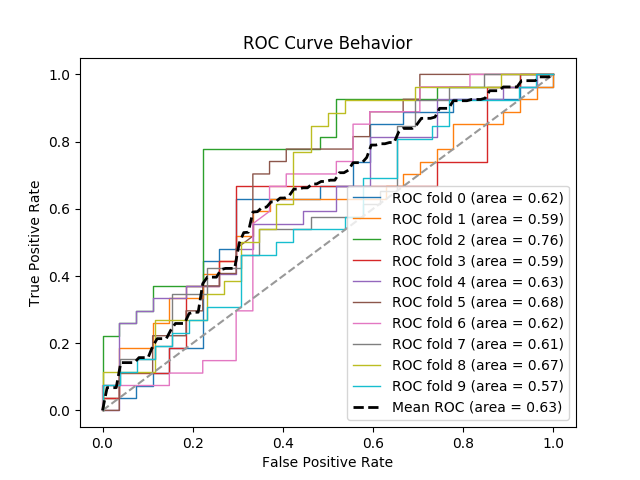 ROC Curve Behavior
1.0
0.8
0.6
0.4
0.2
0.0
True Positive Rate
ROC fold 0 (area = 0.62)
ROC fold 1 (area = 0.59)
ROC fold 2 (area = 0.76)
ROC fold 3 (area = 0.59)
ROC fold 4 (area = 0.63)
ROC fold 5 (area = 0.68)
ROC fold 6 (area = 0.62)
ROC fold 7 (area = 0.61)
ROC fold 8 (area = 0.67)
ROC fold 9 (area = 0.57)
Mean ROC (area = 0.63)
0.0 0.2 0.4 0.6 0.8 1.0
False Positive Rate